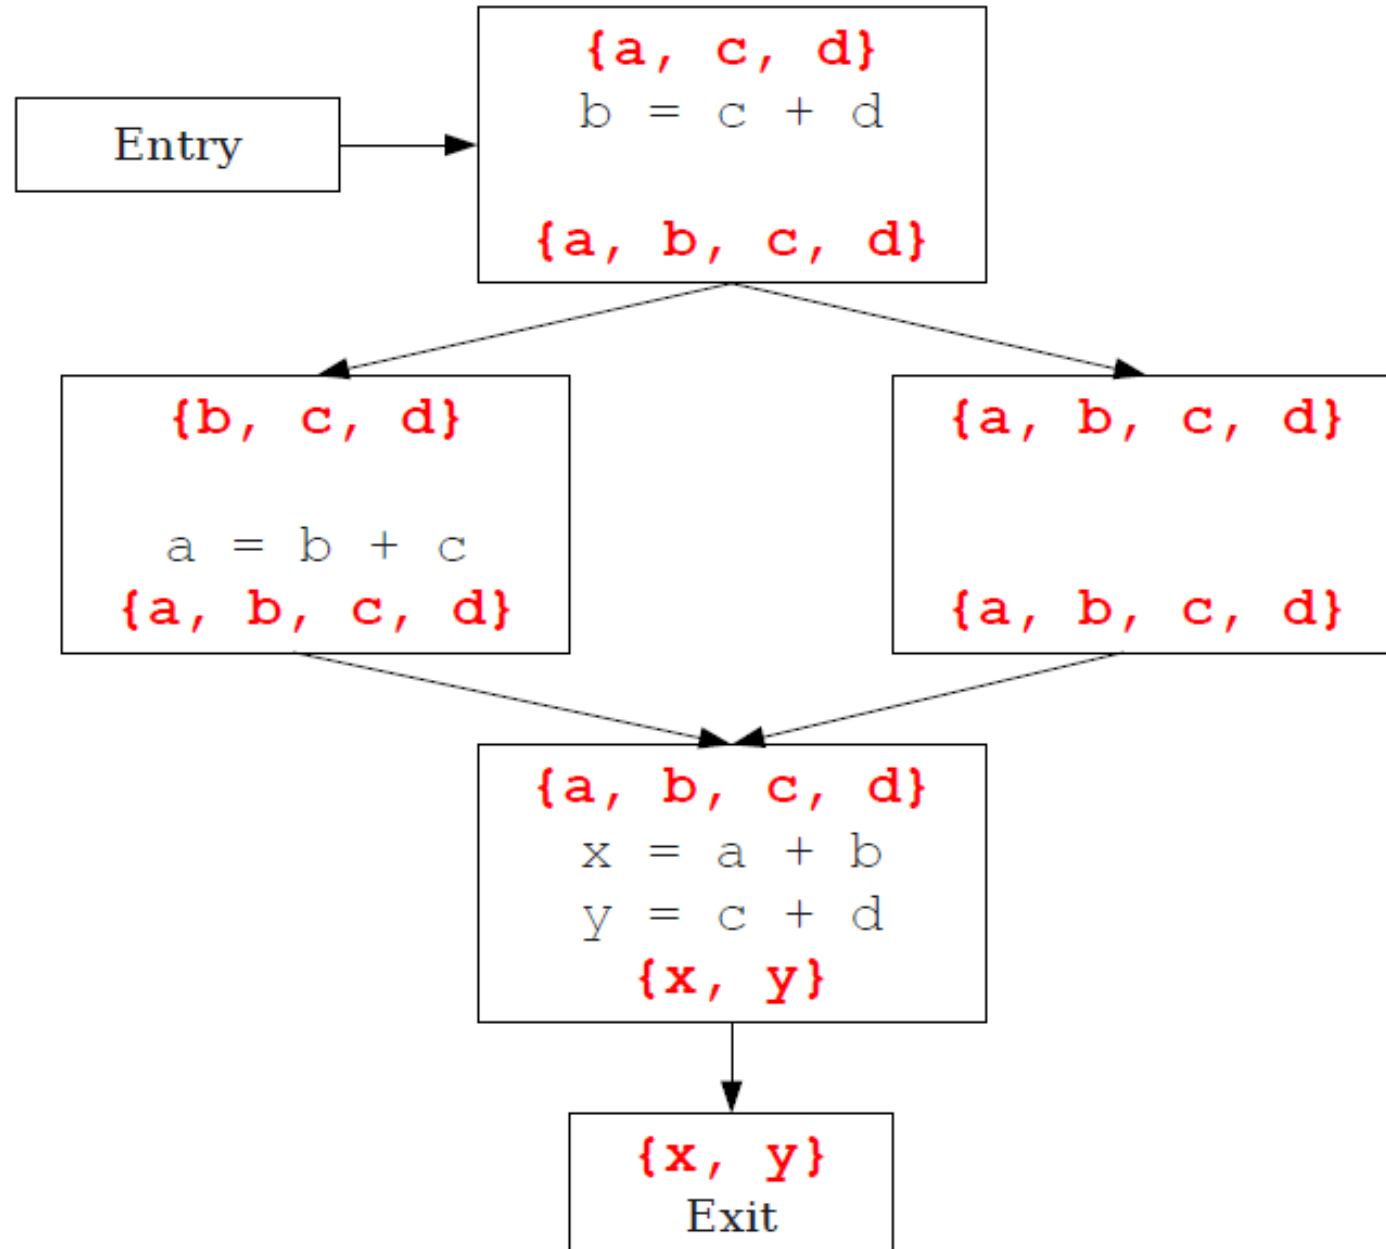 {a, c, d}
b = c + d
Entry
{a, b, c, d}
{b, c, d}
a = b + c
{a, b, c, d}
{a, b, c, d}
{a, b, c, d}
{a, b, c, d}
x = a + b
y = c + d
{x, y}
{x, y}
Exit